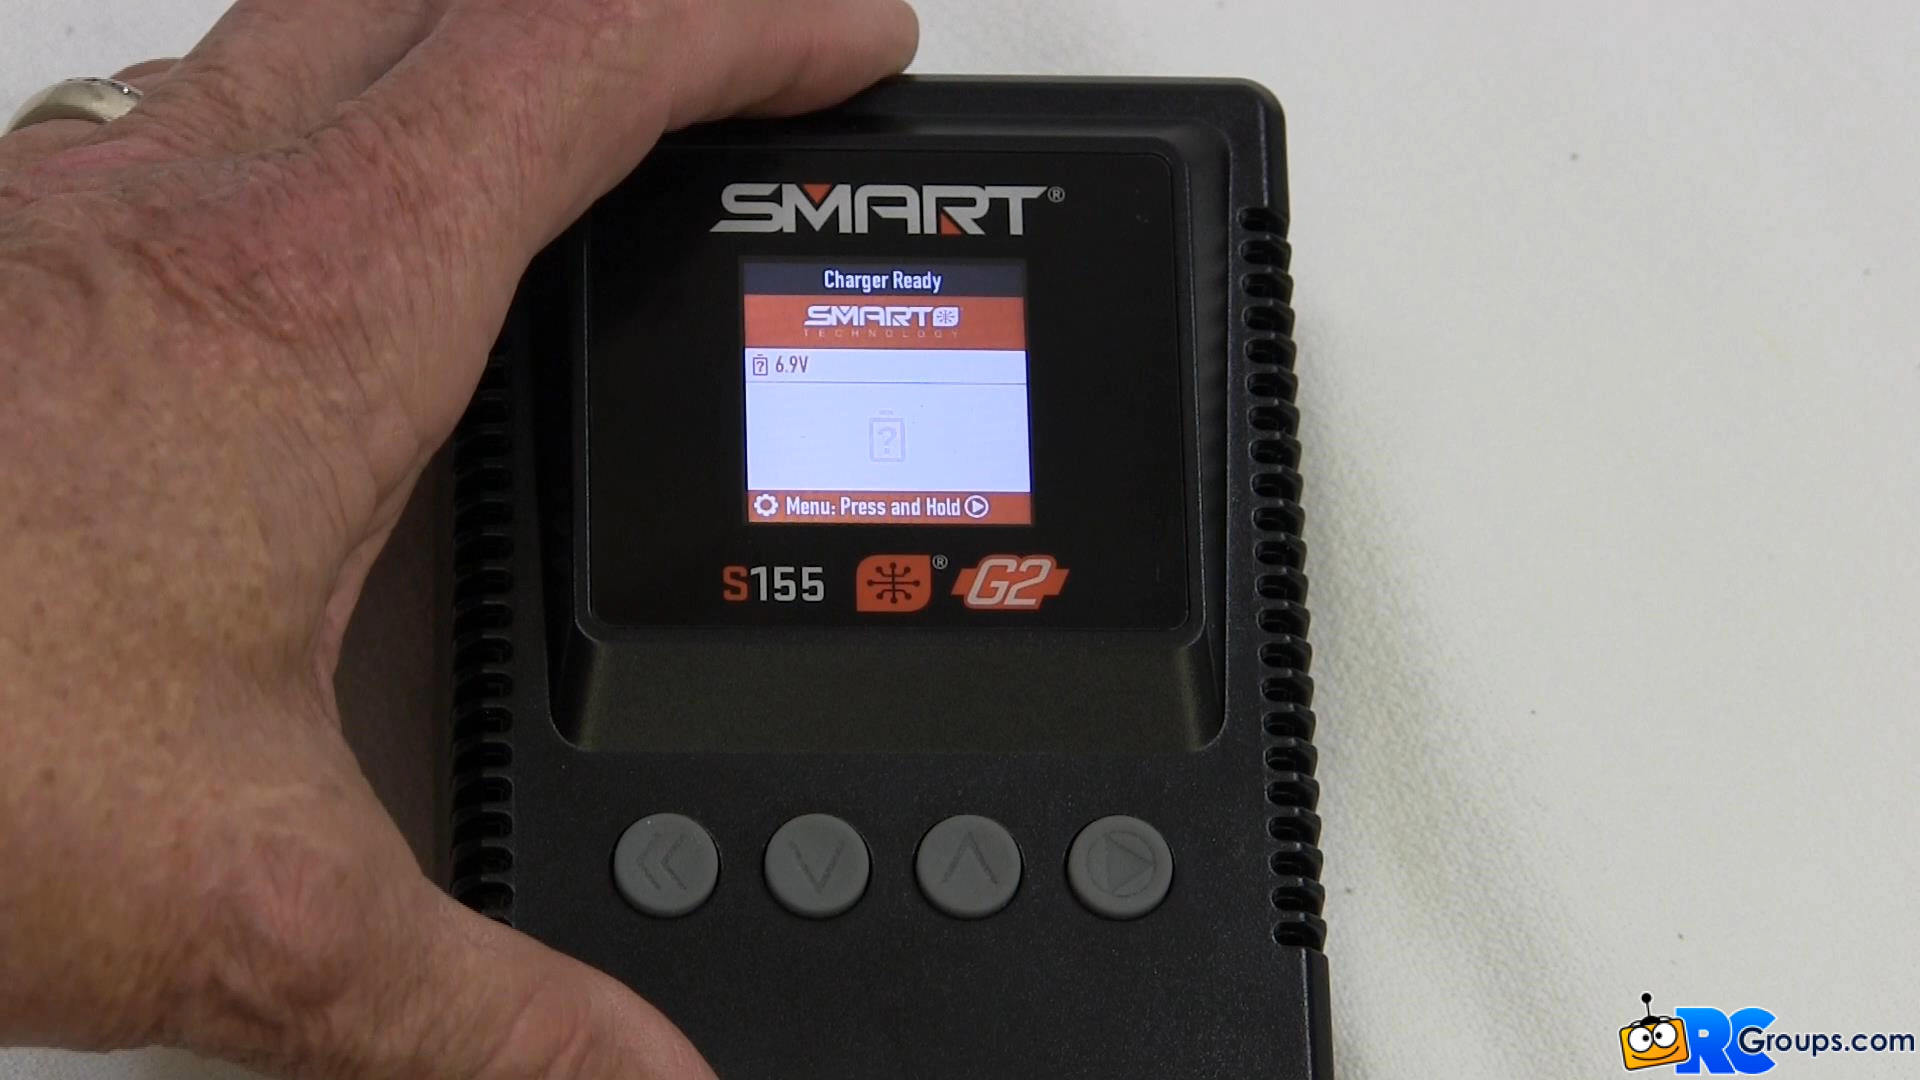 SMART®
Charger Ready
SMART
TECHNOLOGY
? 6.9V
?
Menu: Press and Hold
S155 ® G2
RCGroups.com